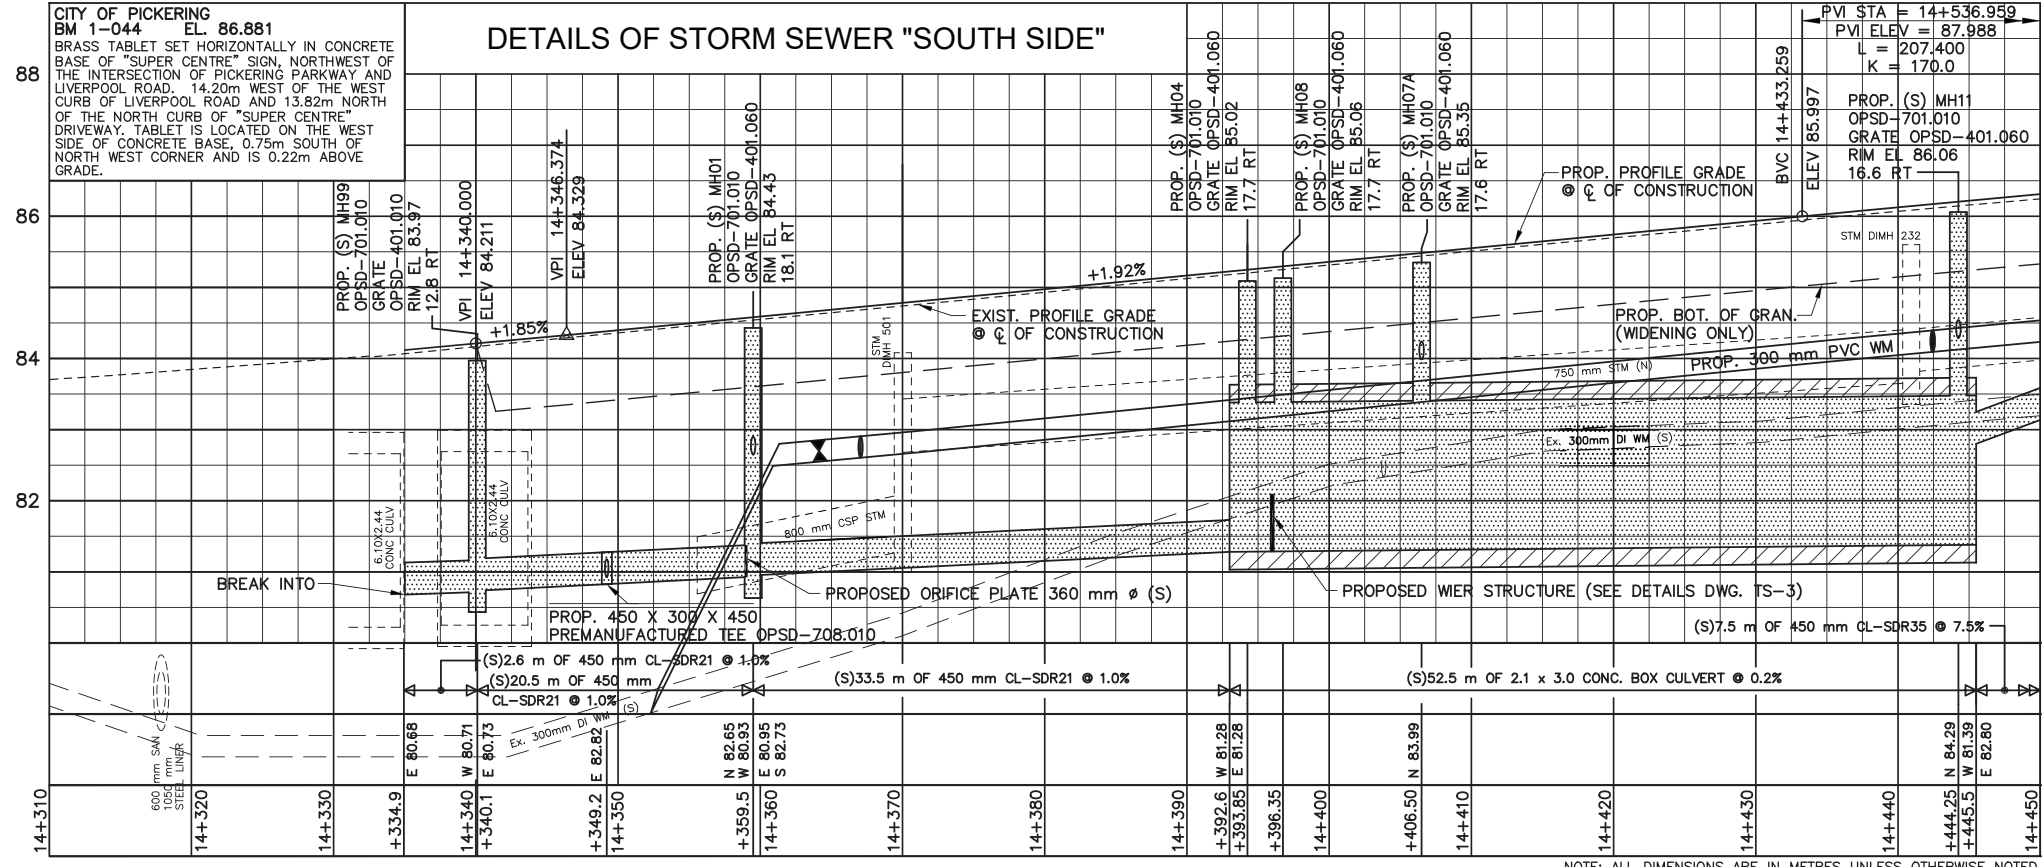 CITY OF PICKERING
BM 1-044 EL. 86.881
BRASS TABLET SET HORIZONTALLY IN CONCRETE
BASE OF "SUPER CENTRE" SIGN, NORTHWEST OF
THE INTERSECTION OF PICKERING PARKWAY AND
LIVERPOOL ROAD. 14.20m WEST OF THE WEST
CURB OF LIVERPOOL ROAD AND 13.82m NORTH
OF THE NORTH CURB OF "SUPER CENTRE"
DRIVEWAY. TABLET IS LOCATED ON THE WEST
SIDE OF CONCRETE BASE, 0.75m SOUTH OF
NORTH WEST CORNER AND IS 0.22m ABOVE
GRADE.
DETAILS OF STORM SEWER "SOUTH SIDE"
PVI STA = 14+536.959
PVI ELEV = 87.988
L = 207.400
K = 170.0
88
86
84
82
PROP. (S) MH99
OPSD-701.010
GRATE
OPSD-401.010
RIM EL 83.97
12.8 RT
VPI 14+340.000
ELEV 84.211
VPI 14+346.374
ELEV 84.329
PROP. (S) MH01
OPSD-701.010
GRATE OPSD-401.060
RIM EL 84.43
18.1 RT
PROP. (S) MH04
OPSD-701.010
GRATE OPSD-401.060
RIM EL 85.02
17.7 RT
PROP. (S) MH08
OPSD-701.010
GRATE OPSD-401.060
RIM EL 85.06
17.7 RT
PROP. (S) MH07A
OPSD-701.010
GRATE OPSD-401.060
RIM EL 85.35
17.6 RT
BVC 14+433.259
ELEV 85.997
PROP. (S) MH11
OPSD-701.010
GRATE OPSD-401.060
RIM EL 86.06
16.6 RT
PROP. PROFILE GRADE
@ ℄ OF CONSTRUCTION
STM DIMH 232
+1.92%
+1.85%
EXIST. PROFILE GRADE
@ ℄ OF CONSTRUCTION
STM
DIMH 501
PROP. BOT. OF GRAN.
(WIDENING ONLY)
PROP. 300 mm PVC WM
750 mm STM (N)
Ex. 300mm DI WM (S)
6.10X2.44
CONC CULV
6.10X2.44
CONC CULV
800 mm CSP STM
BREAK INTO
PROPOSED ORIFICE PLATE 360 mm ø (S)
PROPOSED WIER STRUCTURE (SEE DETAILS DWG. TS-3)
PROP. 450 X 300 X 450
PREMANUFACTURED TEE OPSD-708.010
(S)7.5 m OF 450 mm CL-SDR35 @ 7.5%
(S)2.6 m OF 450 mm CL-SDR21 @ 1.0%
(S)20.5 m OF 450 mm
CL-SDR21 @ 1.0%
(S)33.5 m OF 450 mm CL-SDR21 @ 1.0%
(S)52.5 m OF 2.1 x 3.0 CONC. BOX CULVERT @ 0.2%
Ex. 300mm DI WM (S)
600 mm SAN
1050 mm
STEEL LINER
E 80.68
W 80.71
E 80.73
E 82.82
N 82.65
W 80.93
E 80.95
S 82.73
W 81.28
E 81.28
N 83.99
N 84.29
W 81.39
E 82.80
14+310
14+320
14+330
+334.9
14+340
+340.1
+349.2
14+350
+359.5
14+360
14+370
14+380
14+390
+392.6
+393.85
+396.35
14+400
+406.50
14+410
14+420
14+430
14+440
+444.25
+445.5
14+450
NOTE: ALL DIMENSIONS ARE IN METRES UNLESS OTHERWISE NOTED